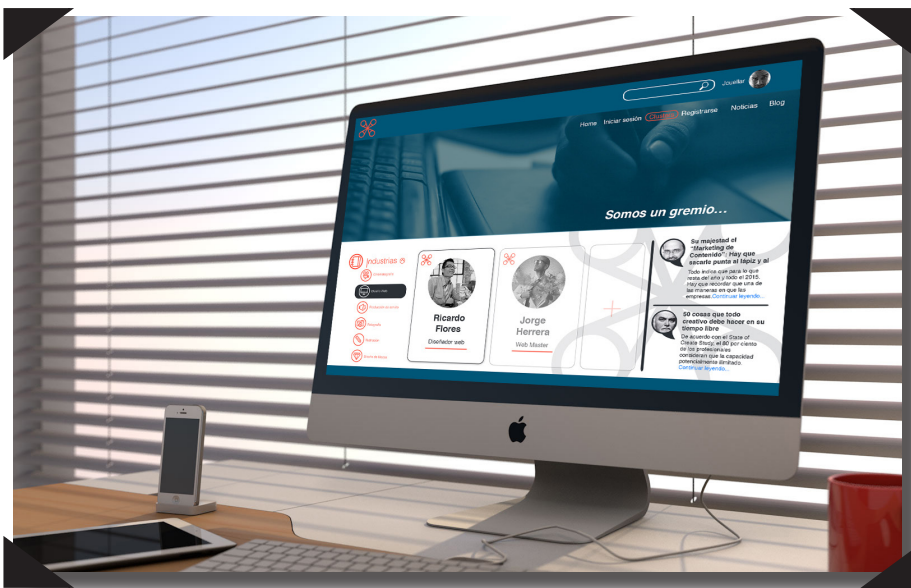 Jouellar
Home Iniciar sesión Clusters Registrarse Noticias Blog
Somos un gremio...
Industrias
Ricardo
Flores
Diseñador web
Jorge
Herrera
Web Master
Su majestad el
"Marketing de
Contenido": Hay que
sacarle punta al lápiz y al
Todo indica que para lo que
resta del año y todo el 2015.
Hay que recordar que una de
las maneras en que las
empresas.Continuar leyendo...
50 cosas que todo
creativo debe hacer en su
tiempo libre
De acuerdo con el State of
Create Study; el 80 por ciento
de los profesionales
consideran que la capacidad
potencialmente ilimitado.
Continuar leyendo...